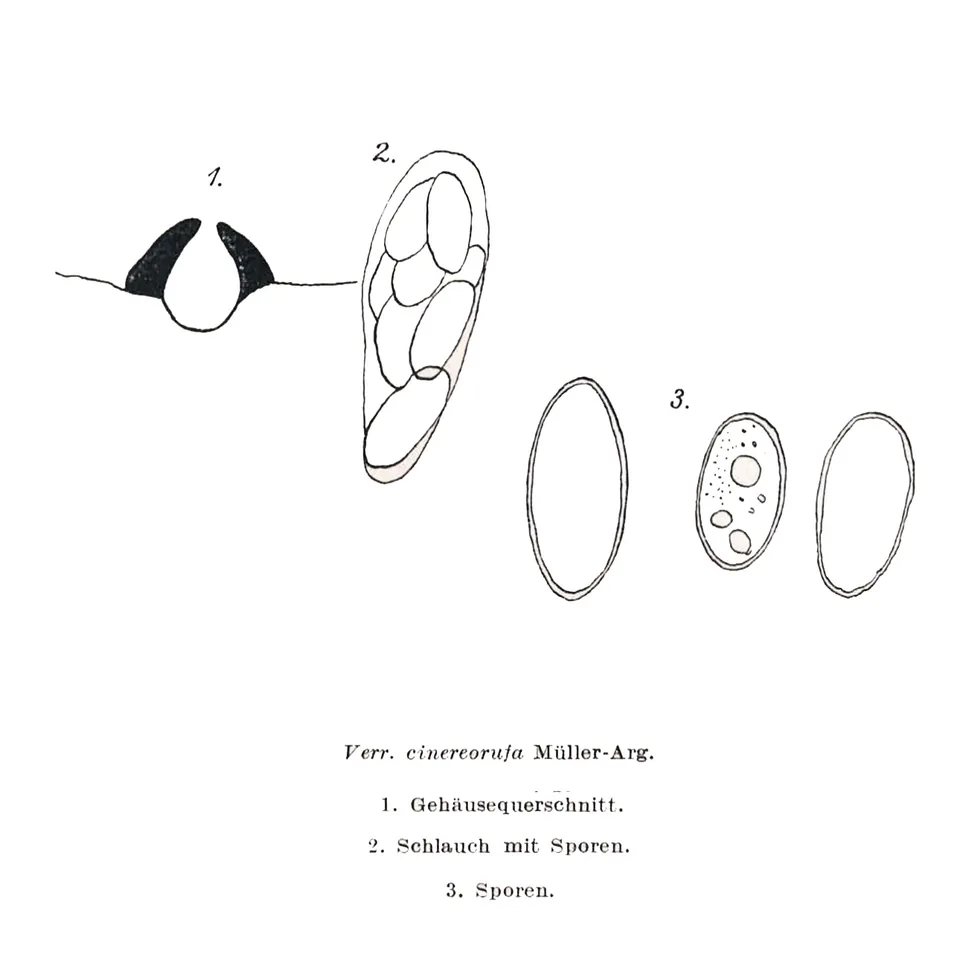 1.
2.
3.
Verr. cinereorufa Müller-Arg.
1. Gehäusequerschnitt.
2. Schlauch mit Sporen.
3. Sporen.